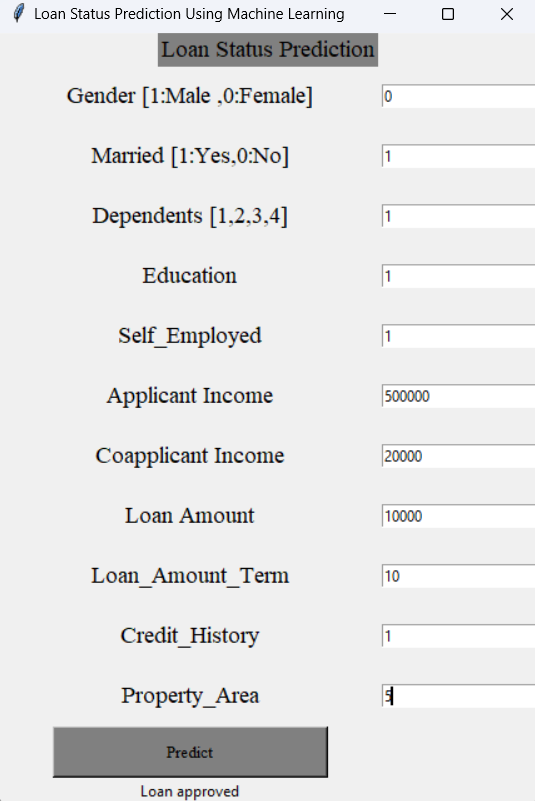 Loan Status Prediction Using Machine Learning
Loan Status Prediction
Gender [1:Male ,0:Female] 0
Married [1:Yes,0:No] 1
Dependents [1,2,3,4] 1
Education 1
Self_Employed 1
Applicant Income 500000
Coapplicant Income 20000
Loan Amount 10000
Loan_Amount_Term 10
Credit_History 1
Property_Area 5
Predict
Loan approved